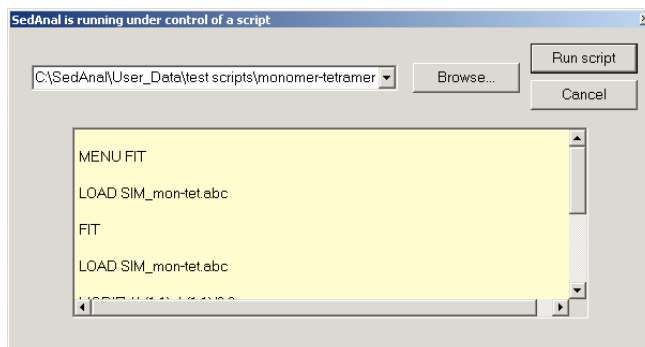 SedAnal is running under control of a script
C:\SedAnal\User_Data\test scripts\monomer-tetramer
Browse...
Run script
Cancel
MENU FIT
LOAD SIM_mon-tet.abc
FIT
LOAD SIM_mon-tet.abc